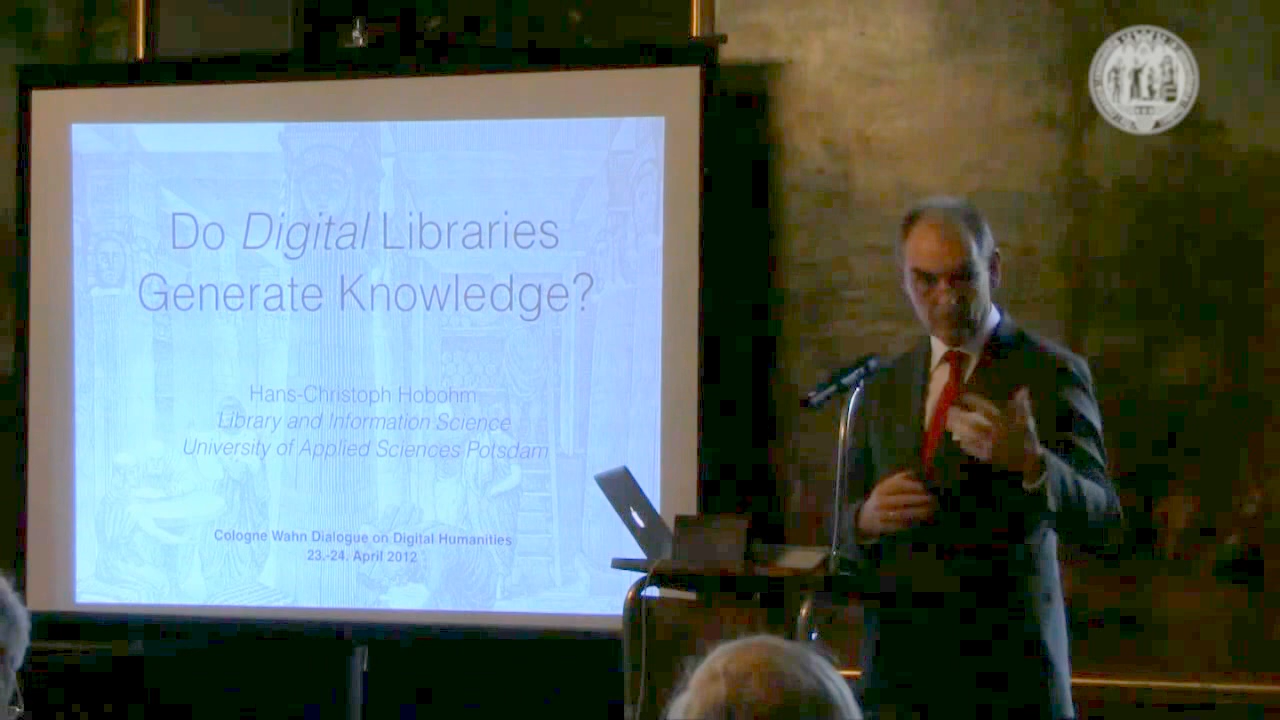 Do Digital Libraries
Generate Knowledge?
Hans-Christoph Hobohm
Library and Information Science
University of Applied Sciences Potsdam
Cologne Wahn Dialogue on Digital Humanities
23.-24. April 2012